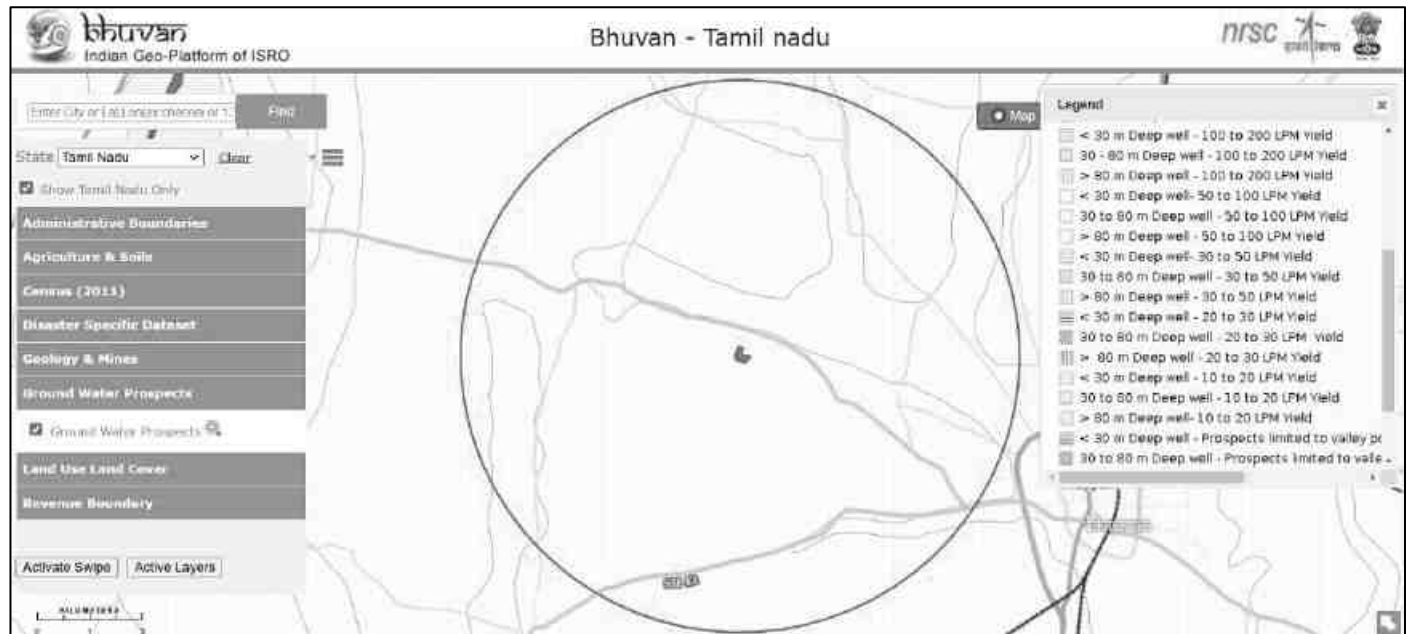 bhuvan
Indian Geo-Platform of ISRO
Bhuvan - Tamil nadu
nrsc
Find
Map
State Tamil Nadu Clear
Show Tamil Nadu Only
Administrative Boundaries
Agriculture & Soils
Census (2011)
Disaster Specific Dataset
Geology & Mines
Ground Water Prospects
Ground Water Prospects
Land Use Land Cover
Revenue Boundary
Activate Swipe Active Layers
KILOMETERS
Legend
< 30 m Deep well - 100 to 200 LPM Yield
30 - 80 m Deep well - 100 to 200 LPM Yield
> 80 m Deep well - 100 to 200 LPM Yield
< 30 m Deep well- 50 to 100 LPM Yield
30 to 80 m Deep well - 50 to 100 LPM Yield
> 80 m Deep well - 50 to 100 LPM Yield
< 30 m Deep well- 30 to 50 LPM Yield
30 to 80 m Deep well - 30 to 50 LPM Yield
> 80 m Deep well - 30 to 50 LPM Yield
< 30 m Deep well - 20 to 30 LPM Yield
30 to 80 m Deep well - 20 to 30 LPM Yield
> 80 m Deep well - 20 to 30 LPM Yield
< 30 m Deep well - 10 to 20 LPM Yield
30 to 80 m Deep well - 10 to 20 LPM Yield
> 80 m Deep well- 10 to 20 LPM Yield
< 30 m Deep well - Prospects limited to valley po
30 to 80 m Deep well - Prospects limited to valle